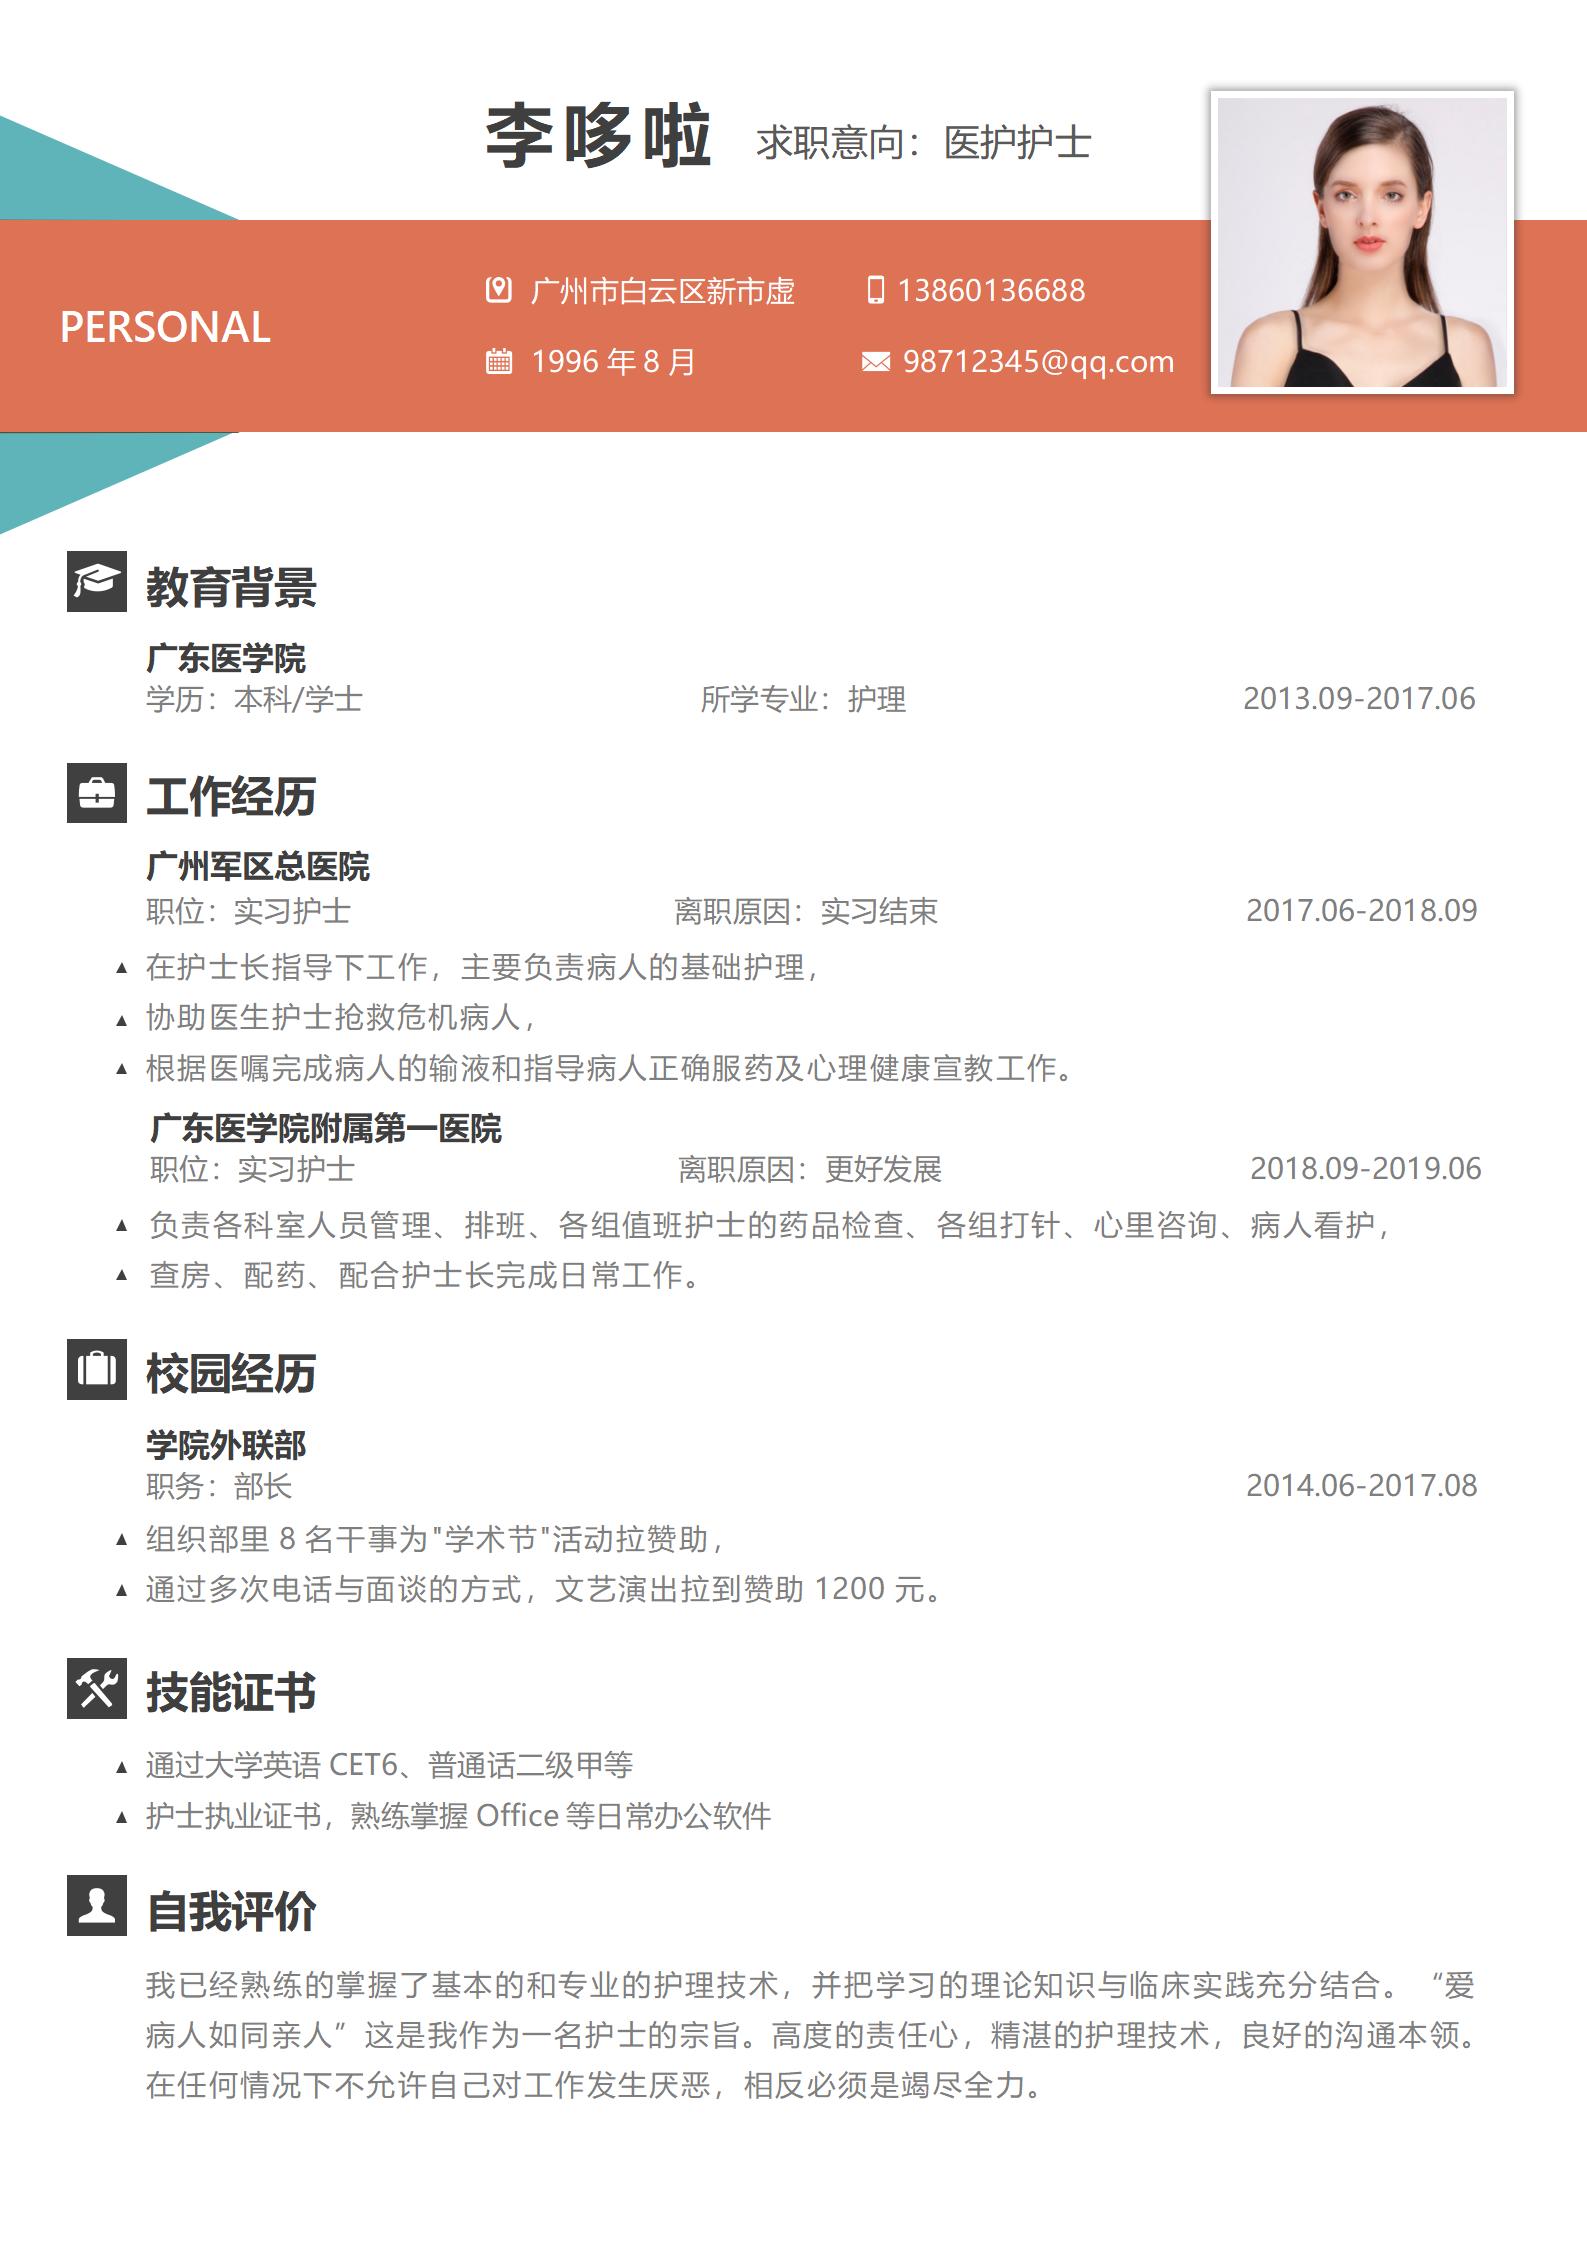 李哆啦 求职意向：医护护士
广州市白云区新市虚 13860136688
PERSONAL
1996 年 8 月 98712345@qq.com
教育背景
广东医学院
学历：本科/学士 所学专业：护理 2013.09-2017.06
工作经历
广州军区总医院
职位：实习护士 离职原因：实习结束 2017.06-2018.09
▲ 在护士长指导下工作，主要负责病人的基础护理，
▲ 协助医生护士抢救危机病人，
▲ 根据医嘱完成病人的输液和指导病人正确服药及心理健康宣教工作。
广东医学院附属第一医院
职位：实习护士 离职原因：更好发展 2018.09-2019.06
▲ 负责各科室人员管理、排班、各组值班护士的药品检查、各组打针、心里咨询、病人看护，
▲ 查房、配药、配合护士长完成日常工作。
校园经历
学院外联部
职务：部长 2014.06-2017.08
▲ 组织部里 8 名干事为"学术节"活动拉赞助，
▲ 通过多次电话与面谈的方式，文艺演出拉到赞助 1200 元。
技能证书
▲ 通过大学英语 CET6、普通话二级甲等
▲ 护士执业证书，熟练掌握 Office 等日常办公软件
自我评价
我已经熟练的掌握了基本的和专业的护理技术，并把学习的理论知识与临床实践充分结合。“爱
病人如同亲人”这是我作为一名护士的宗旨。高度的责任心，精湛的护理技术，良好的沟通本领。
在任何情况下不允许自己对工作发生厌恶，相反必须是竭尽全力。